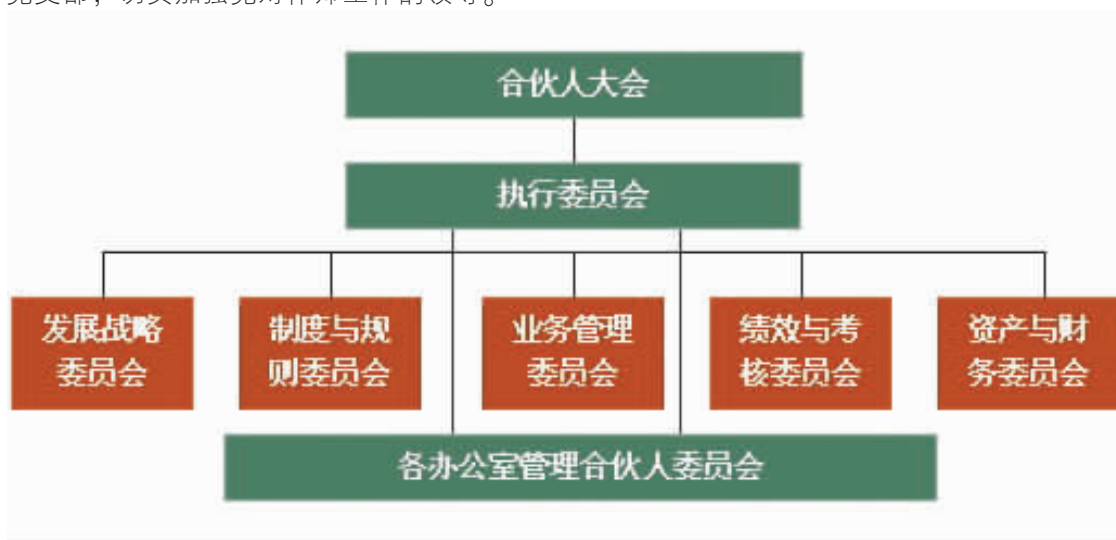 合伙人大会
执行委员会
发展战略
委员会
制度与规
则委员会
业务管理
委员会
绩效与考
核委员会
资产与财
务委员会
各办公室管理合伙人委员会